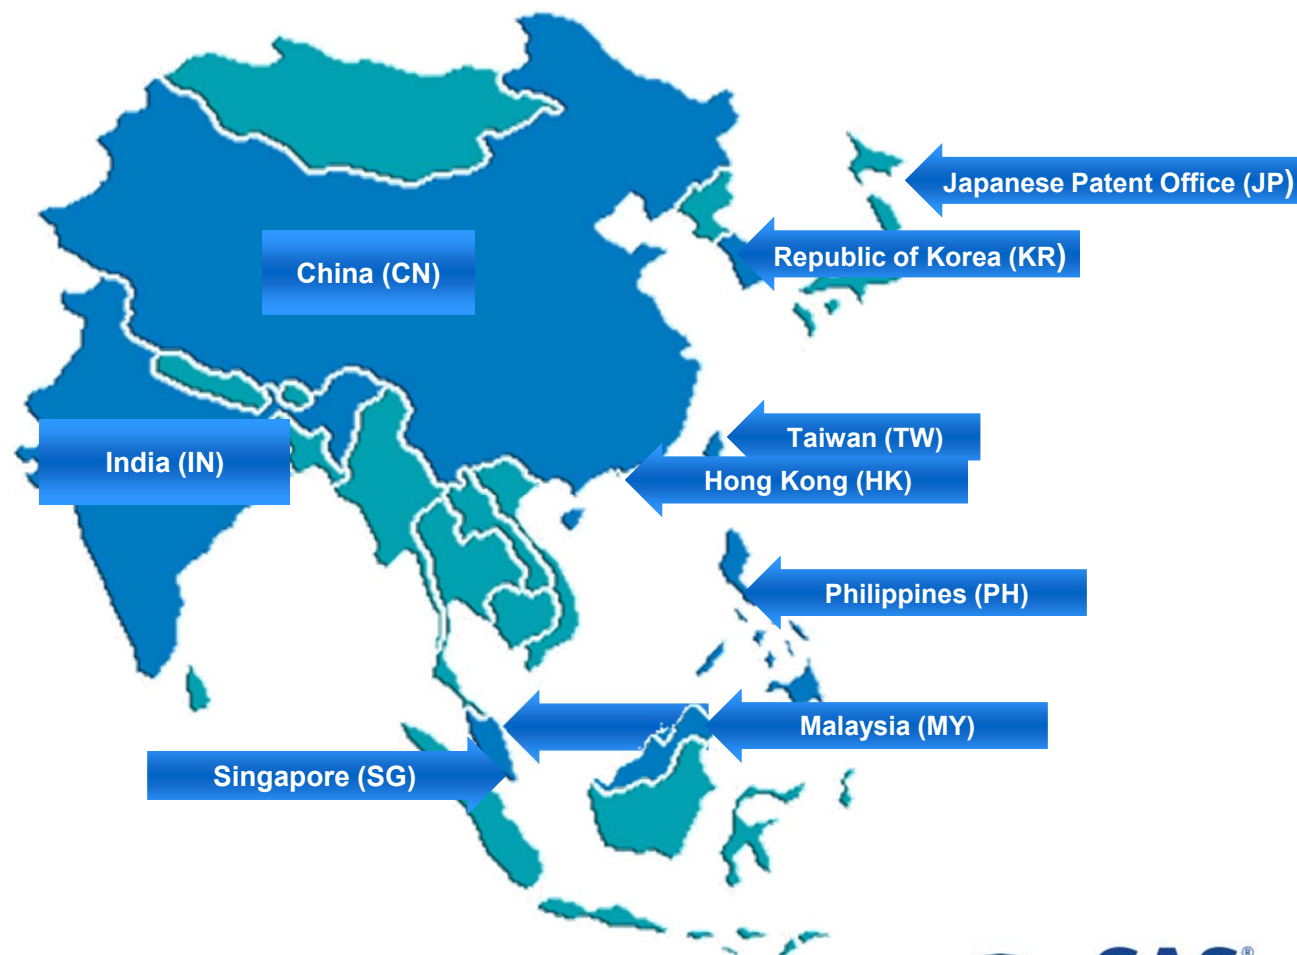 Japanese Patent Office (JP)
Republic of Korea (KR)
China (CN)
Taiwan (TW)
India (IN)
Hong Kong (HK)
Philippines (PH)
Malaysia (MY)
Singapore (SG)
CAS®